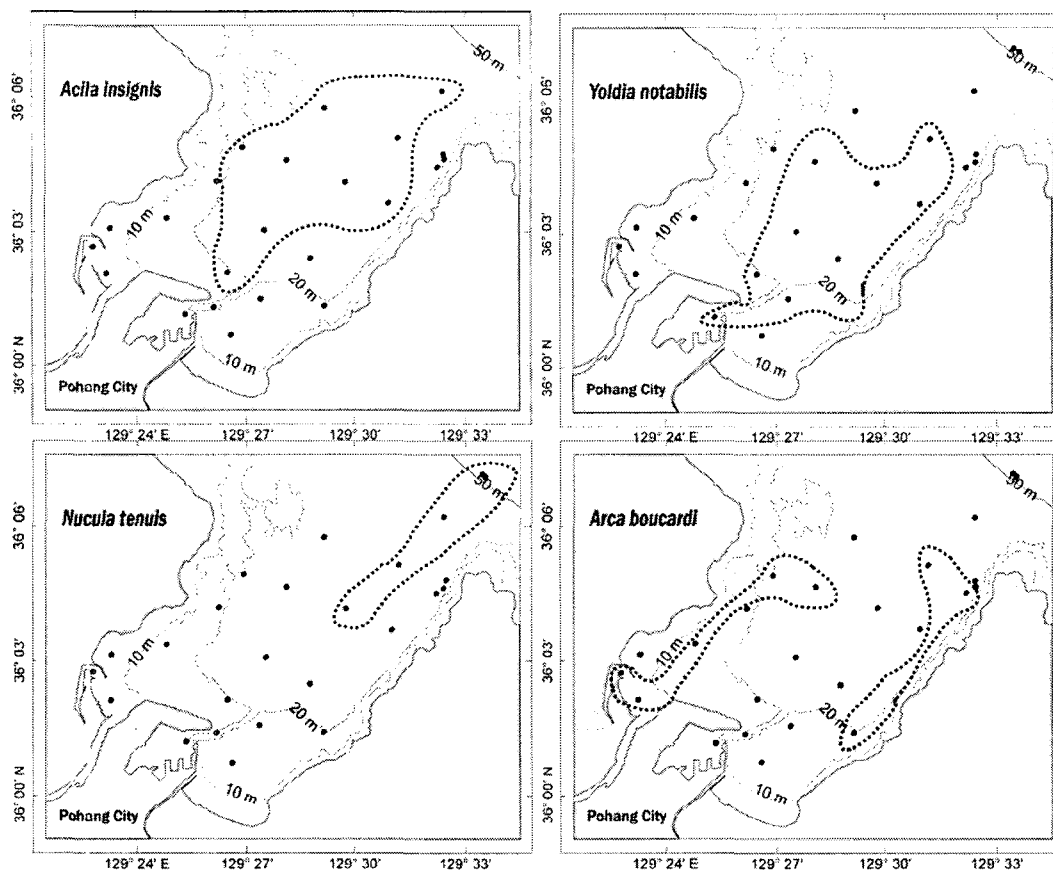 Acila insignis
50 m
10 m
20 m
10 m
Pohang City
36° 06'
36° 03'
36° 00' N
129° 24' E
129° 27'
129° 30'
129° 33'
Yoldia notabilis
50 m
10 m
20 m
10 m
Pohang City
36° 06'
36° 03'
36° 00' N
129° 24' E
129° 27'
129° 30'
129° 33'
Nucula tenuis
50 m
10 m
20 m
10 m
Pohang City
36° 06'
36° 03'
36° 00' N
129° 24' E
129° 27'
129° 30'
129° 33'
Arca boucardi
50 m
10 m
20 m
10 m
Pohang City
36° 06'
36° 03'
36° 00' N
129° 24' E
129° 27'
129° 30'
129° 33'